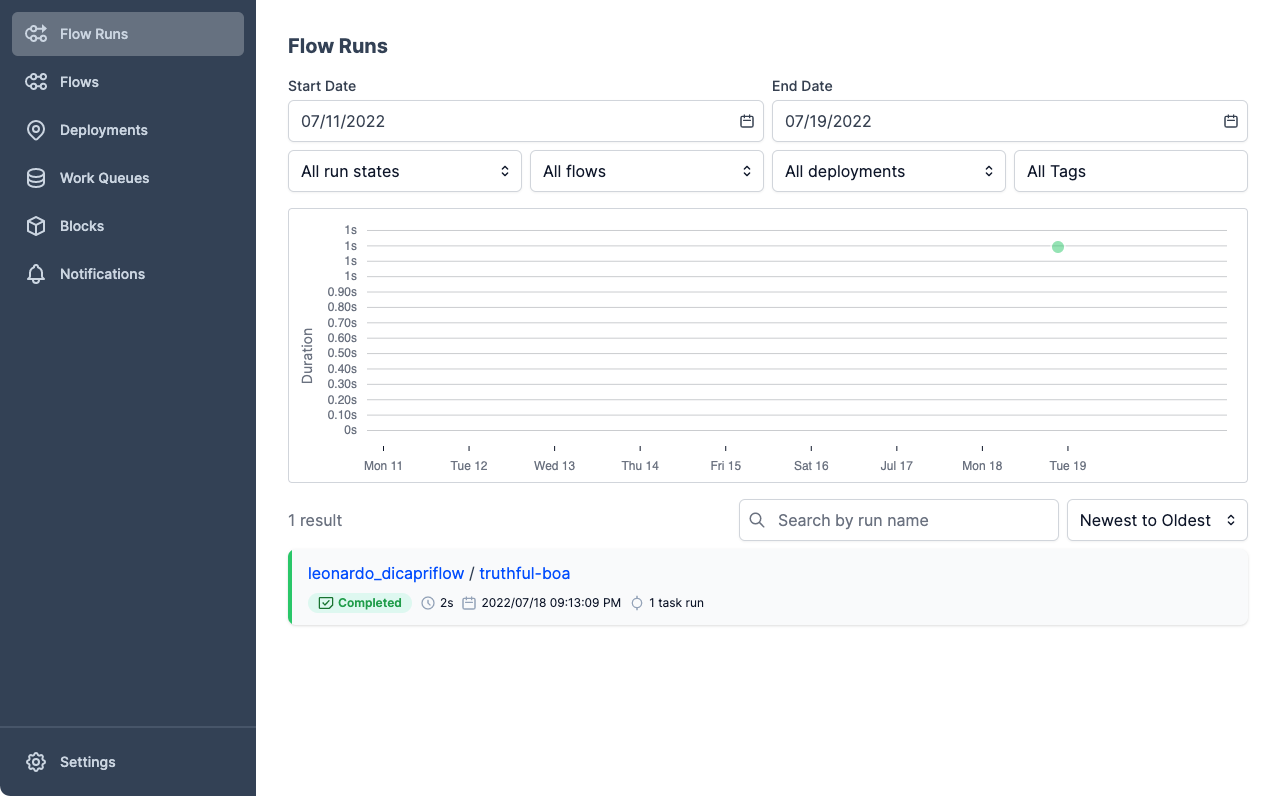 Flow Runs
Flows
Deployments
Work Queues
Blocks
Notifications
Settings
Flow Runs
Start Date
End Date
07/11/2022
07/19/2022
All run states
All flows
All deployments
All Tags
Duration
1s
1s
1s
1s
0.90s
0.80s
0.70s
0.60s
0.50s
0.40s
0.30s
0.20s
0.10s
0s
Mon 11 Tue 12 Wed 13 Thu 14 Fri 15 Sat 16 Jul 17 Mon 18 Tue 19
1 result
Search by run name
Newest to Oldest
leonardo_dicapriflow / truthful-boa
Completed 2s 2022/07/18 09:13:09 PM 1 task run